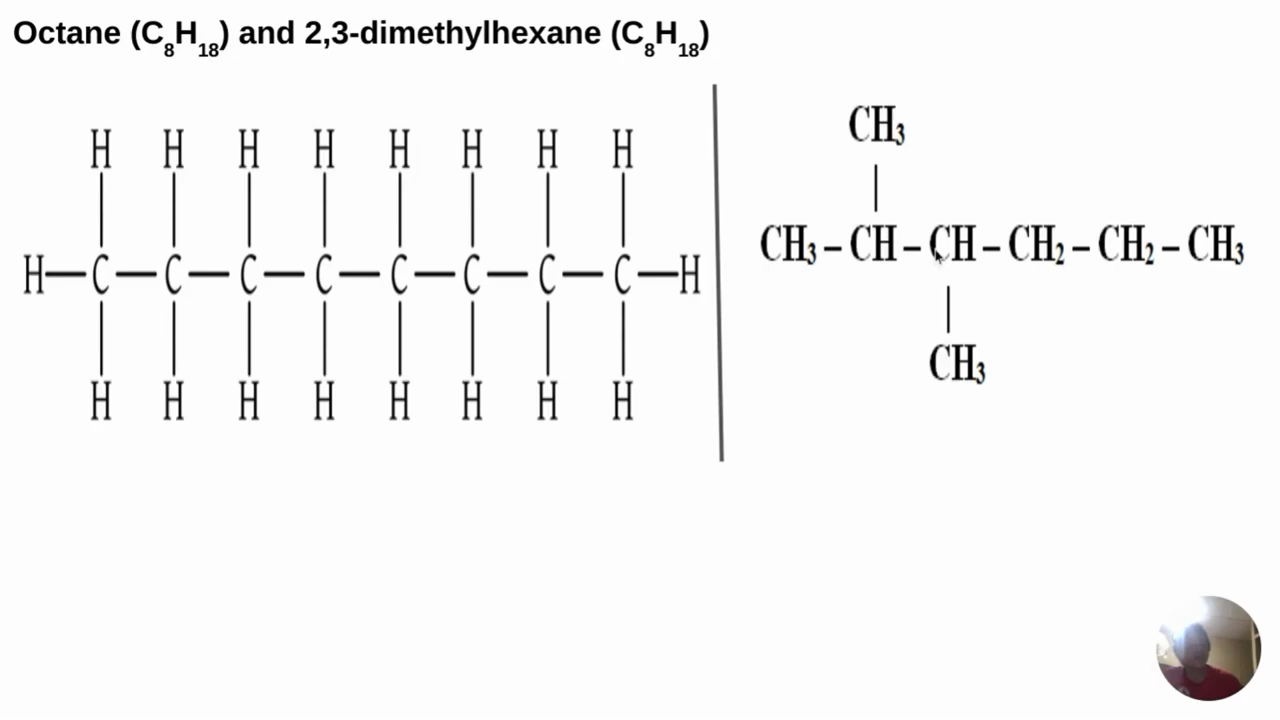 Octane (C₈H₁₈) and 2,3-dimethylhexane (C₈H₁₈)
H H H H H H H H
H—C—C—C—C—C—C—C—C—H
H H H H H H H H
CH₃
|
CH₃–CH–CH–CH₂–CH₂–CH₃
|
CH₃